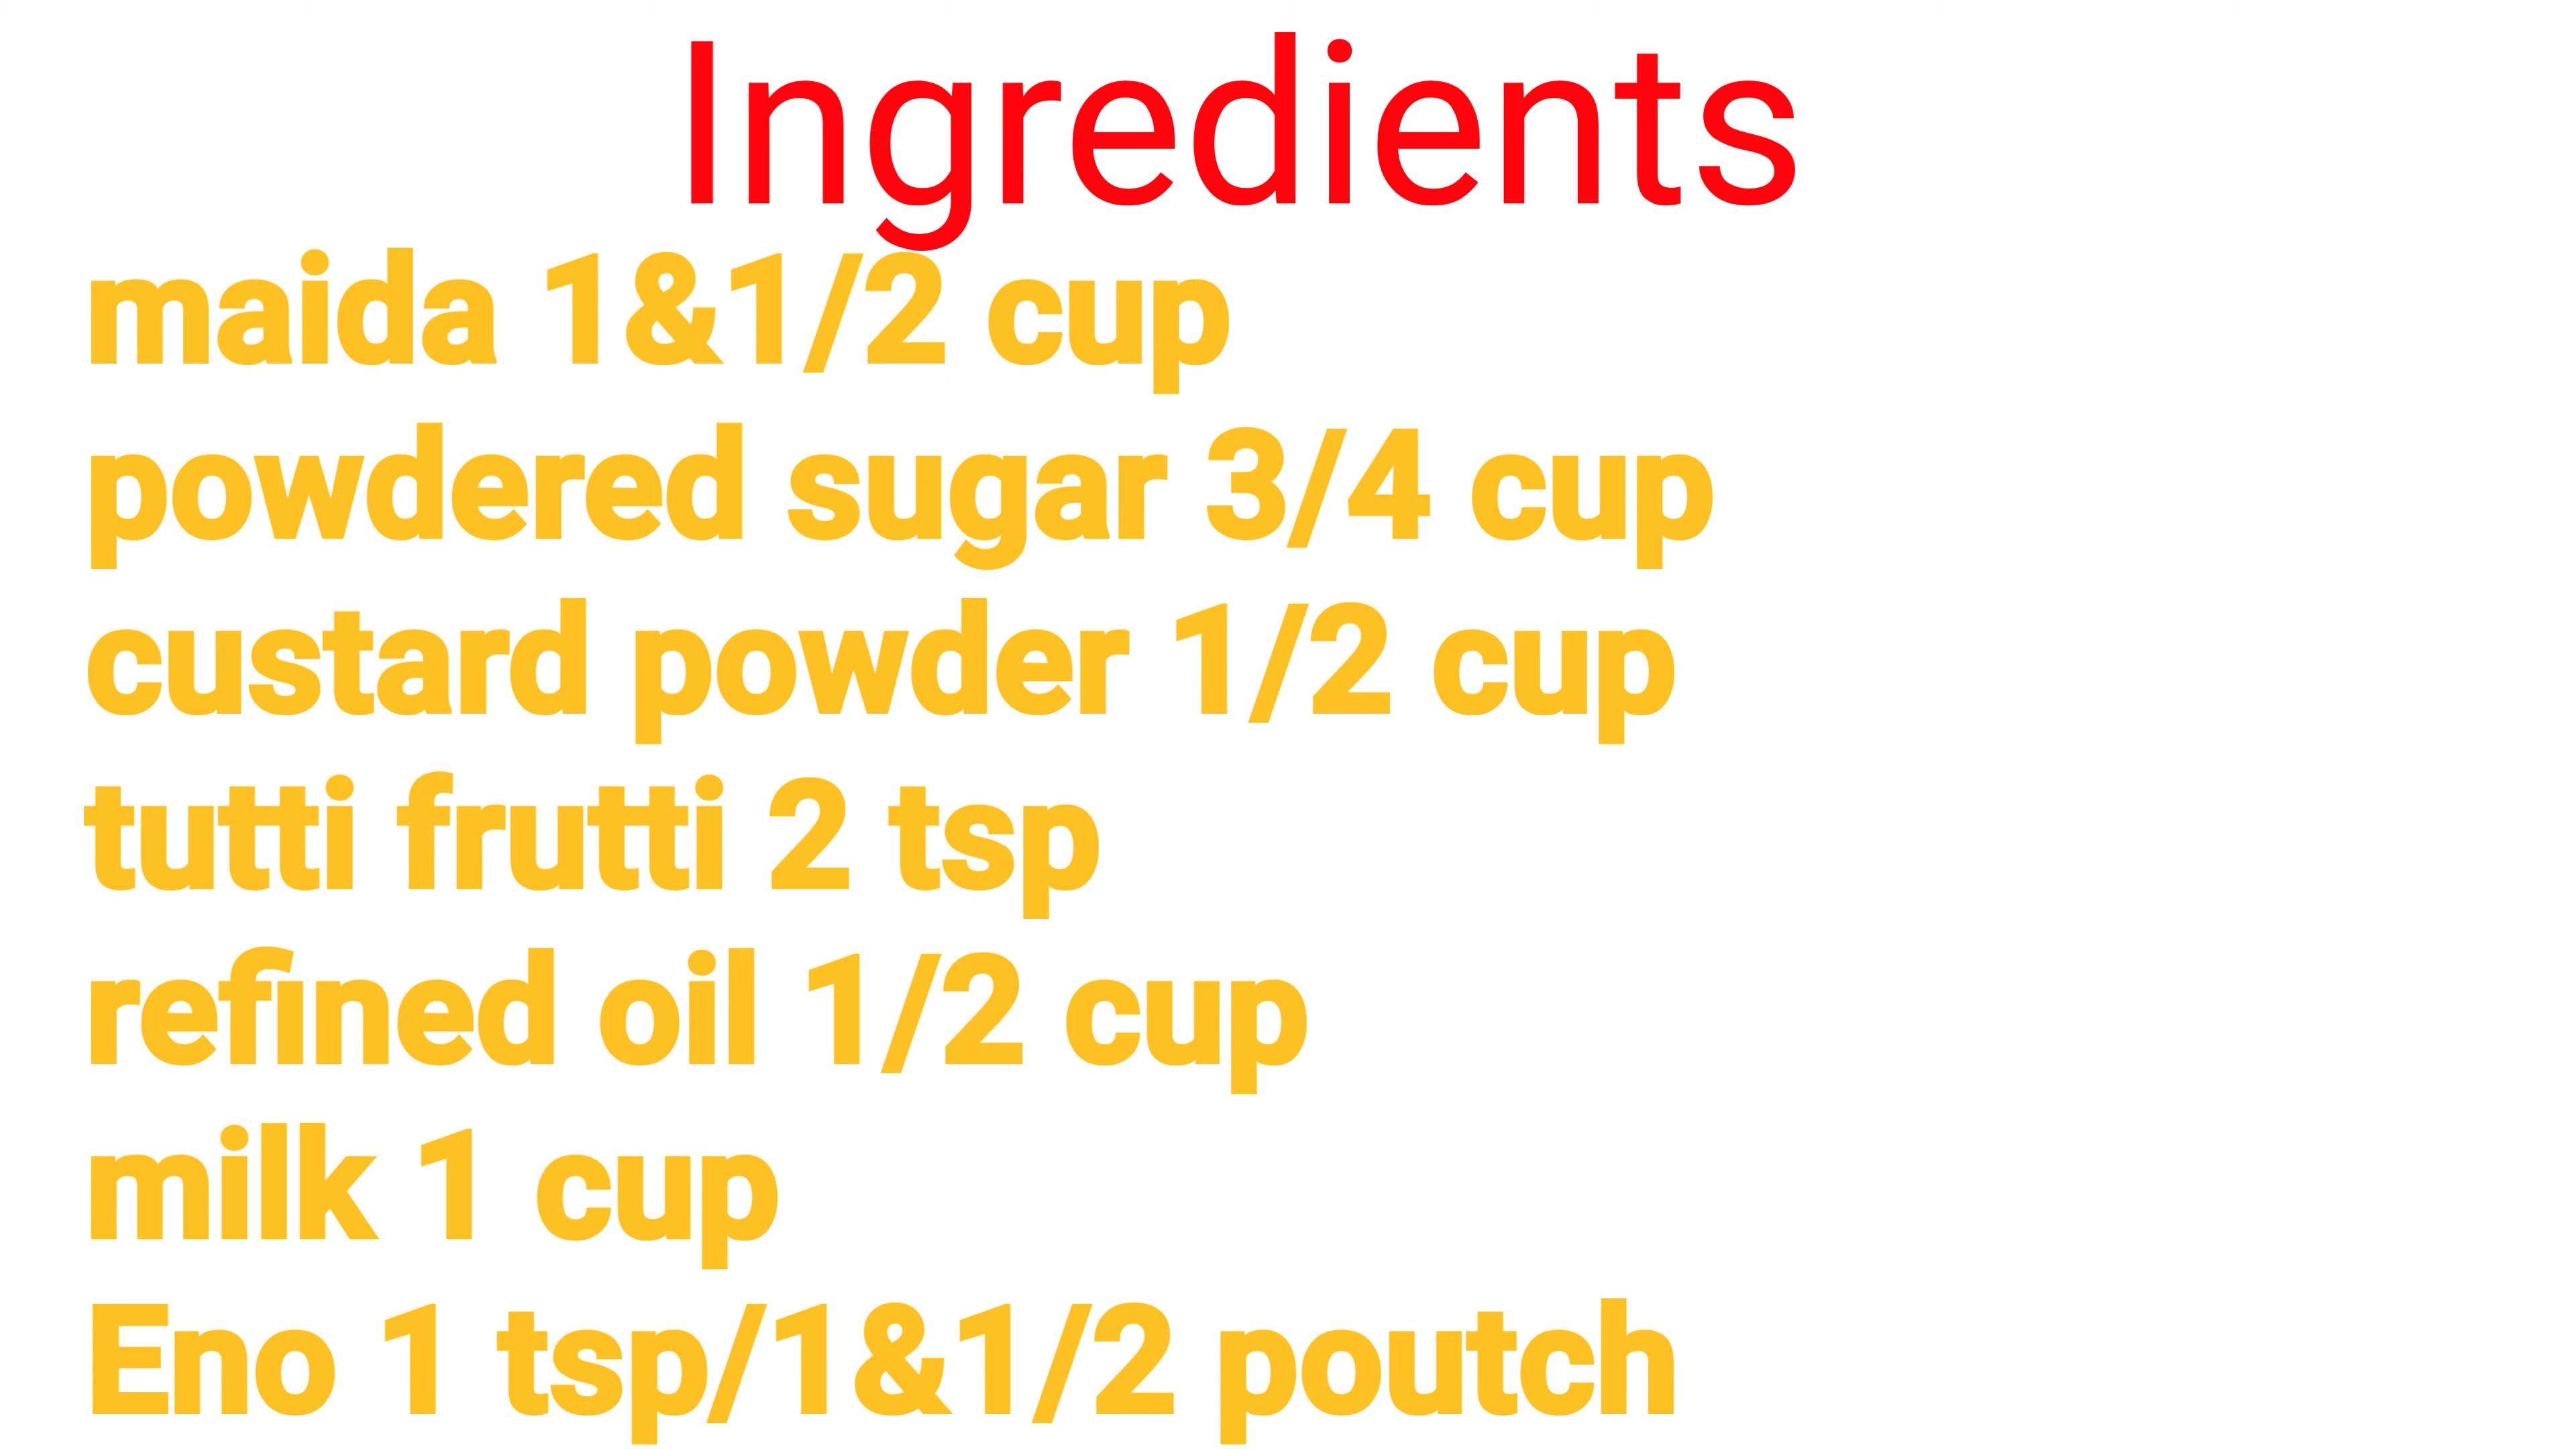 Ingredients
maida 1&1/2 cup
powdered sugar 3/4 cup
custard powder 1/2 cup
tutti frutti 2 tsp
refined oil 1/2 cup
milk 1 cup
Eno 1 tsp/1&1/2 poutch